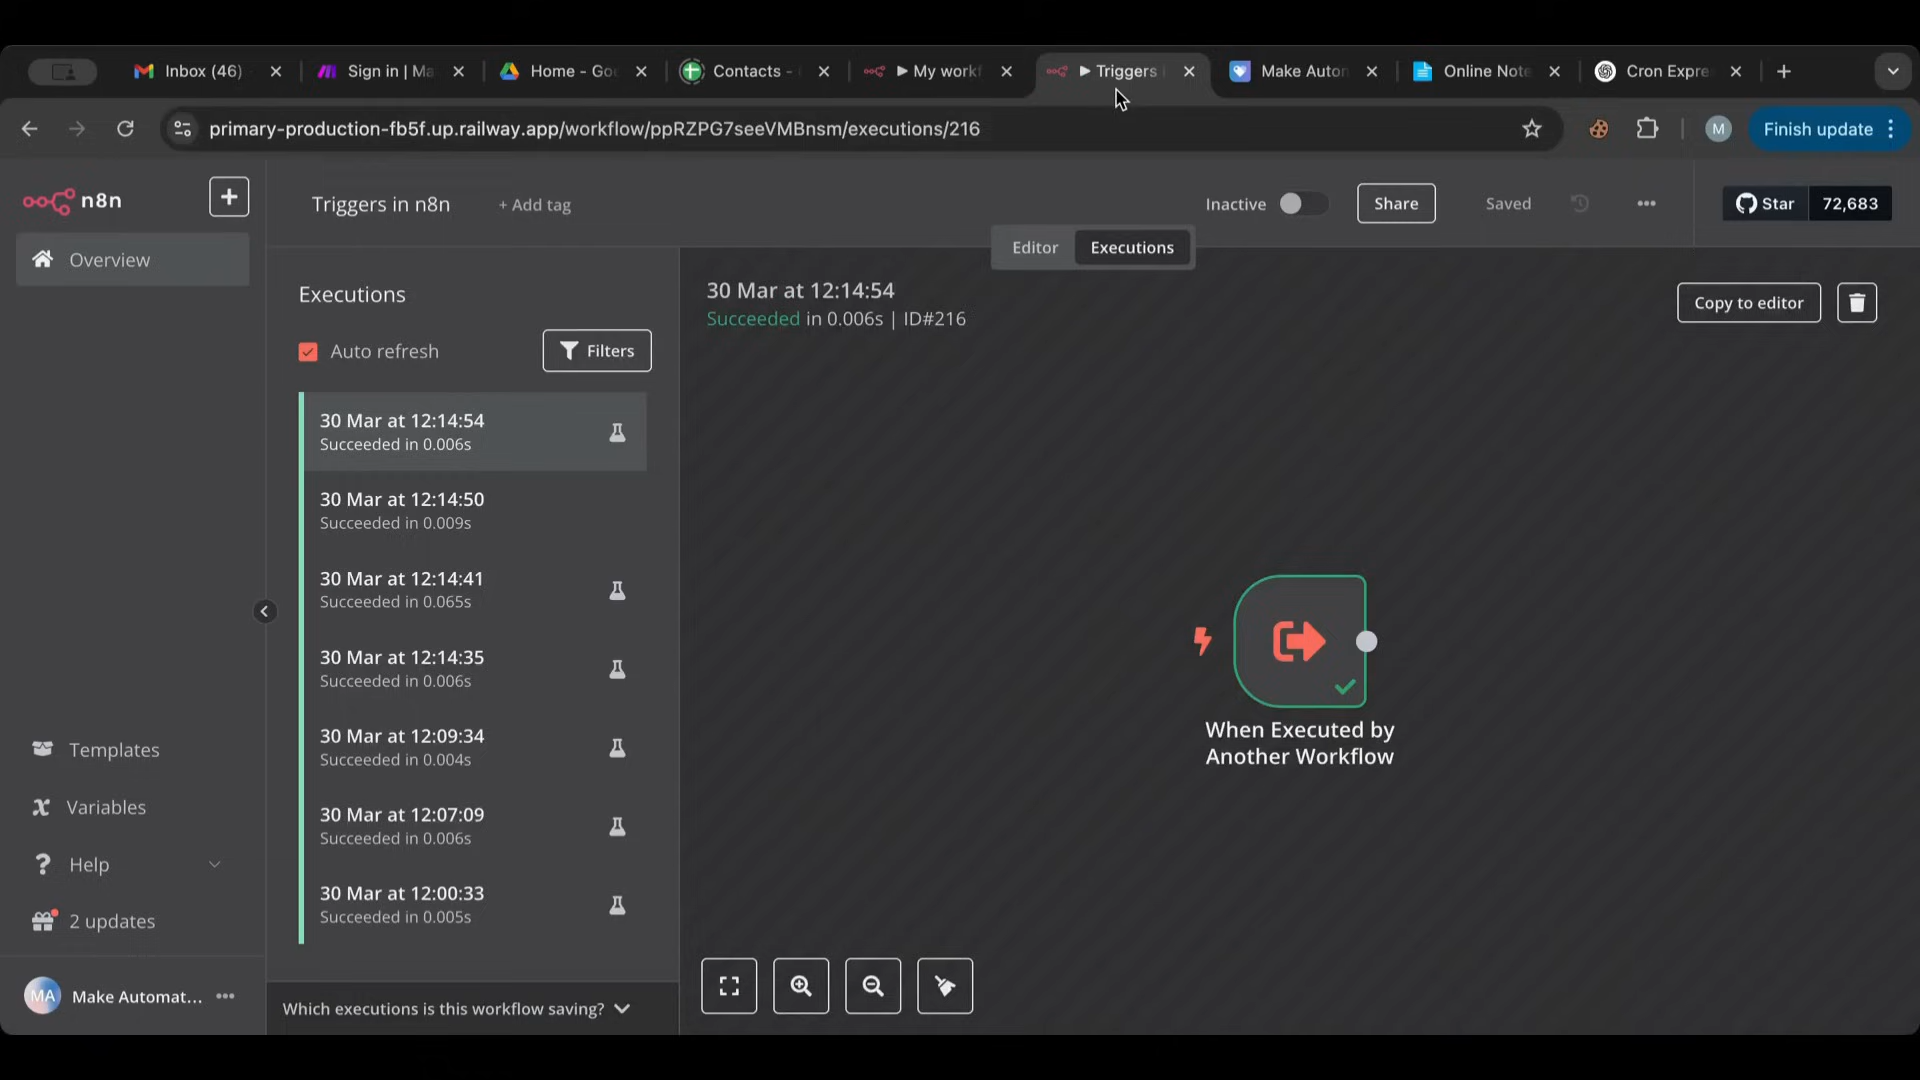 Inbox (46)
Sign in | Ma
Home - Goo
Contacts -
My workf
Triggers
Make Auton
Online Note
Cron Expre
primary-production-fb5f.up.railway.app/workflow/ppRZPG7seeVMBnsm/executions/216
M
Finish update
n8n
Triggers in n8n
+ Add tag
Inactive
Share
Saved
Star
72,683
Overview
Editor
Executions
Executions
30 Mar at 12:14:54
Succeeded in 0.006s | ID#216
Copy to editor
Auto refresh
Filters
30 Mar at 12:14:54
Succeeded in 0.006s
30 Mar at 12:14:50
Succeeded in 0.009s
30 Mar at 12:14:41
Succeeded in 0.065s
30 Mar at 12:14:35
Succeeded in 0.006s
30 Mar at 12:09:34
Succeeded in 0.004s
30 Mar at 12:07:09
Succeeded in 0.006s
30 Mar at 12:00:33
Succeeded in 0.005s
When Executed by
Another Workflow
Templates
Variables
Help
2 updates
MA
Make Automat...
Which executions is this workflow saving?